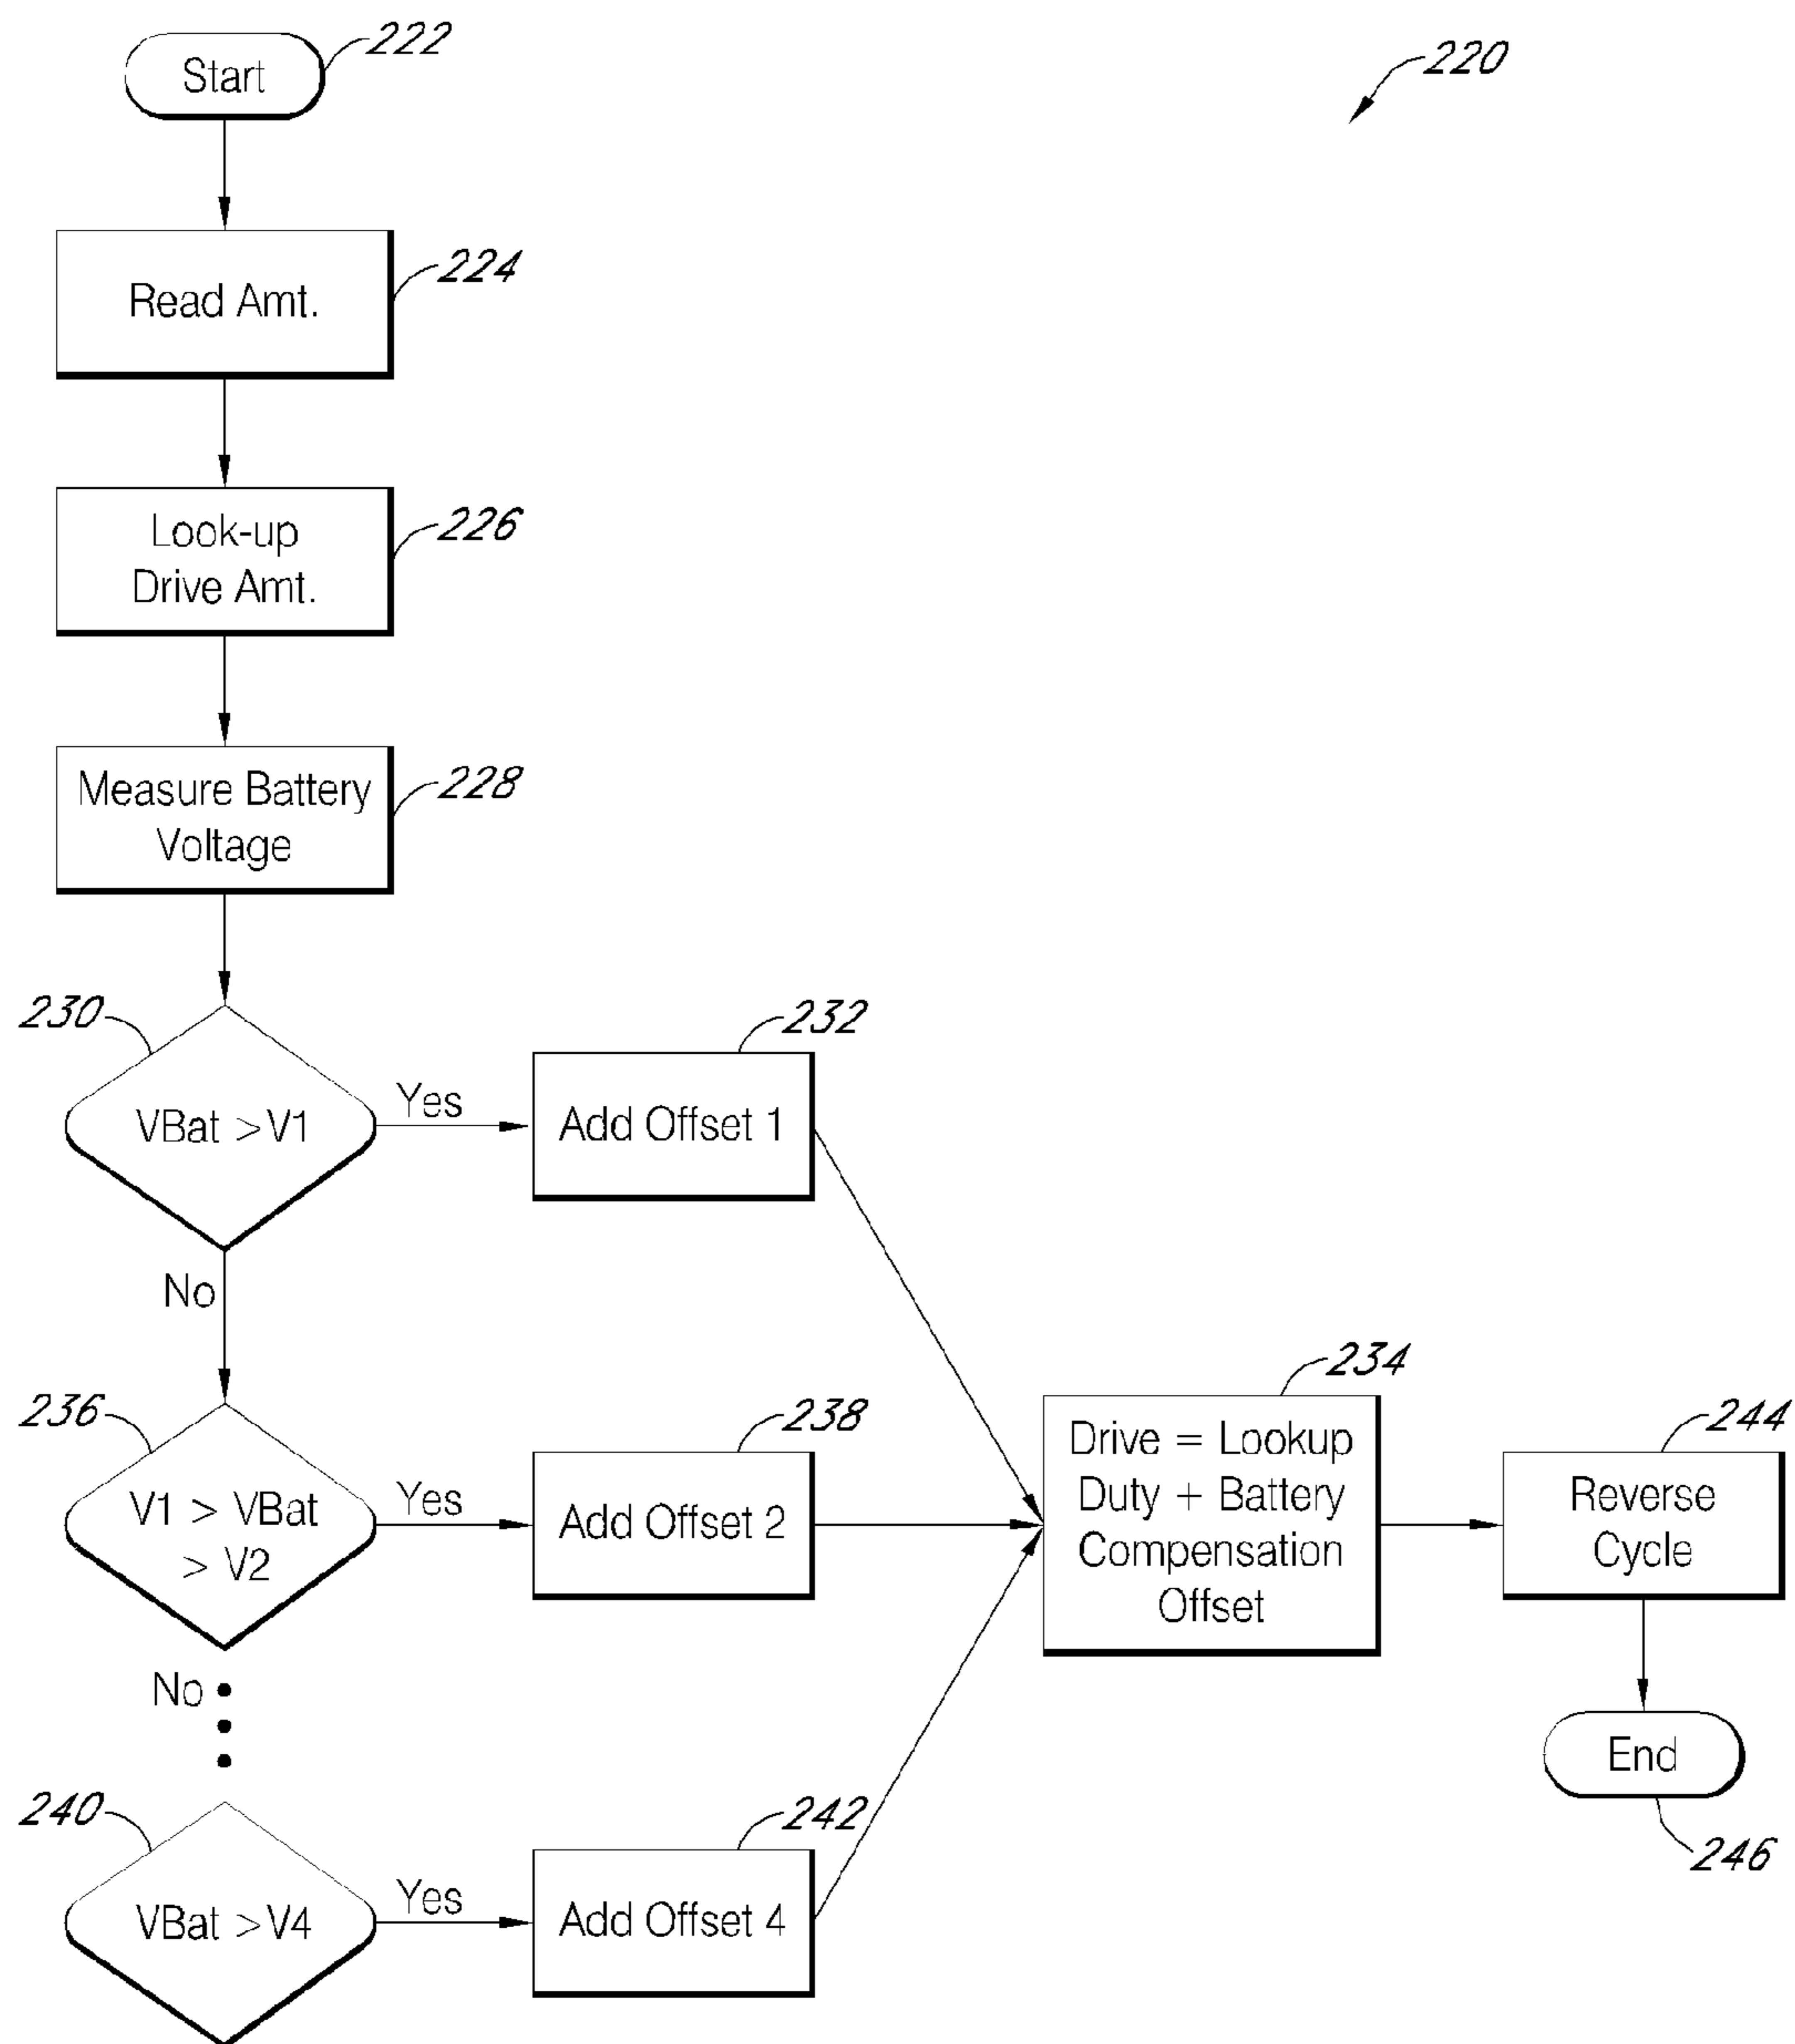 Start
222
220
Read Amt.
224
Look-up
Drive Amt.
226
Measure Battery
Voltage
228
230
VBat >V1
Yes
232
Add Offset 1
No
236
V1 > VBat
> V2
Yes
238
Add Offset 2
234
Drive = Lookup
Duty + Battery
Compensation
Offset
244
Reverse
Cycle
No
End
246
240
VBat >V4
Yes
242
Add Offset 4